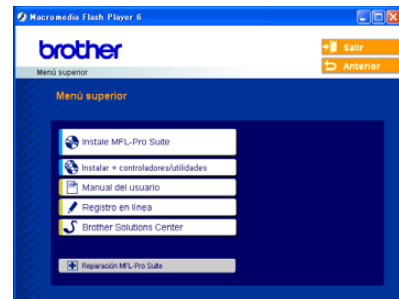 Macromedia Flash Player 6
brother
Salir
Anterior
Menú superior
Menú superior
Instale MFL-Pro Suite
Instalar + controladores/utilidades
Manual del usuario
Registro en línea
Brother Solutions Center
Reparación MFL-Pro Suite